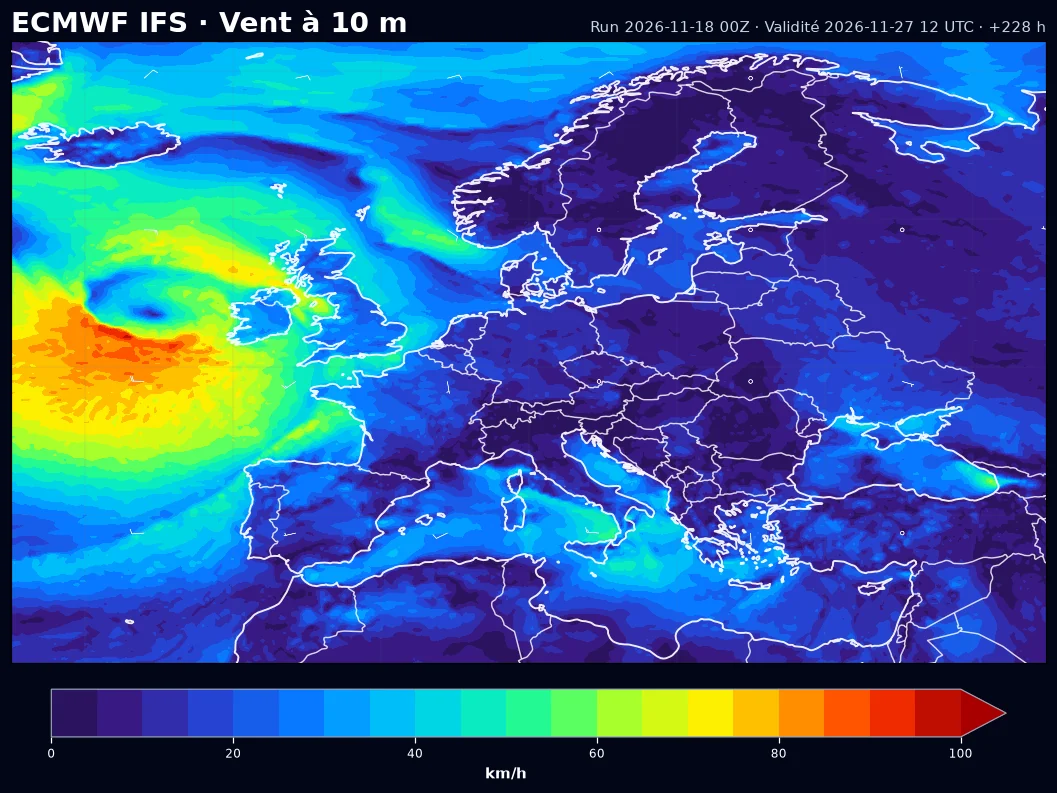 ECMWF IFS · Vent à 10 m
Run 2026-11-18 00Z · Validité 2026-11-27 12 UTC · +228 h
0 20 40 60 80 100
km/h